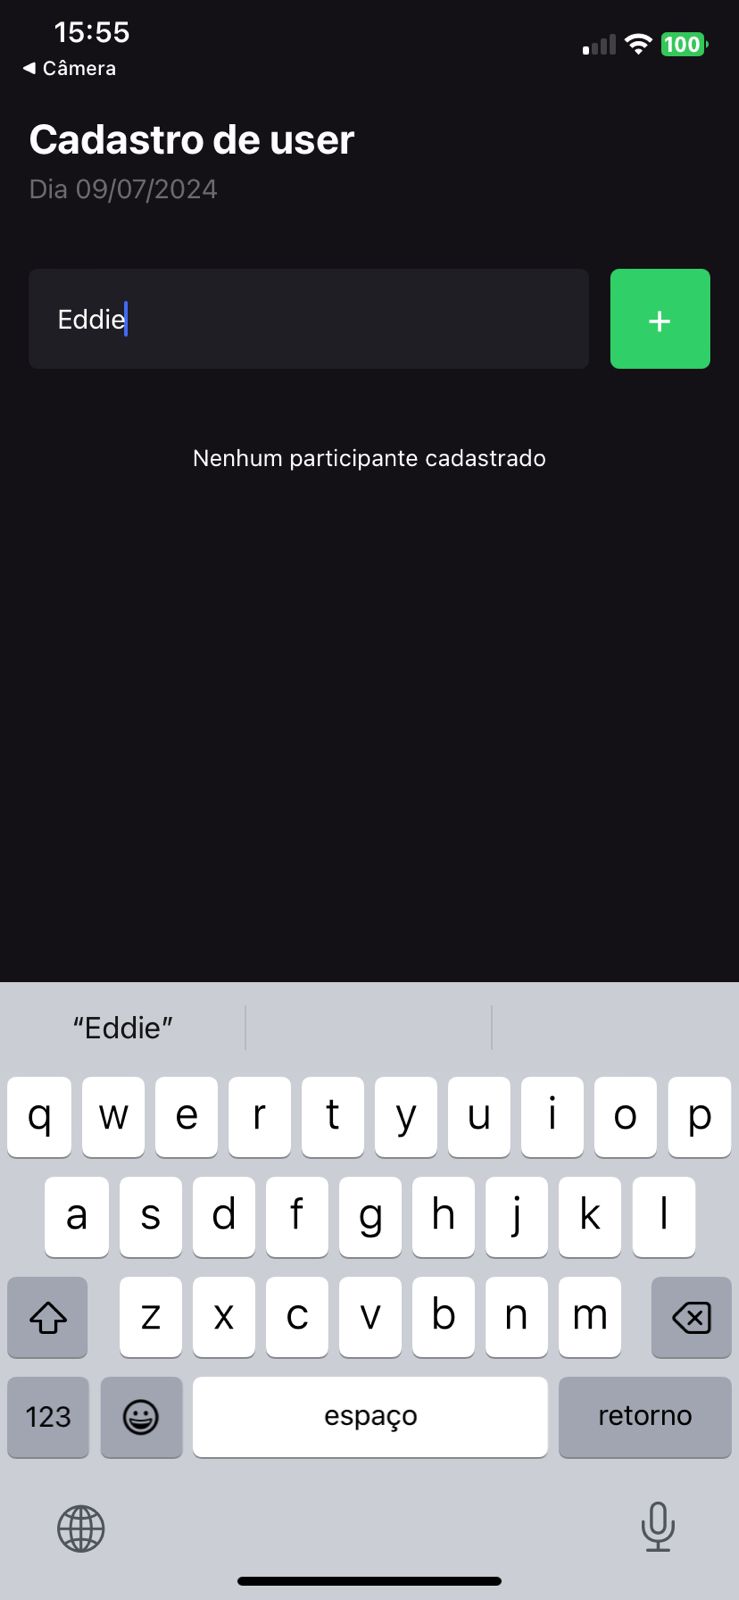 15:55
100
◀ Câmera
Cadastro de user
Dia 09/07/2024
Eddie
+
Nenhum participante cadastrado
“Eddie”
q w e r t y u i o p
a s d f g h j k l
z x c v b n m
123 espaço retorno